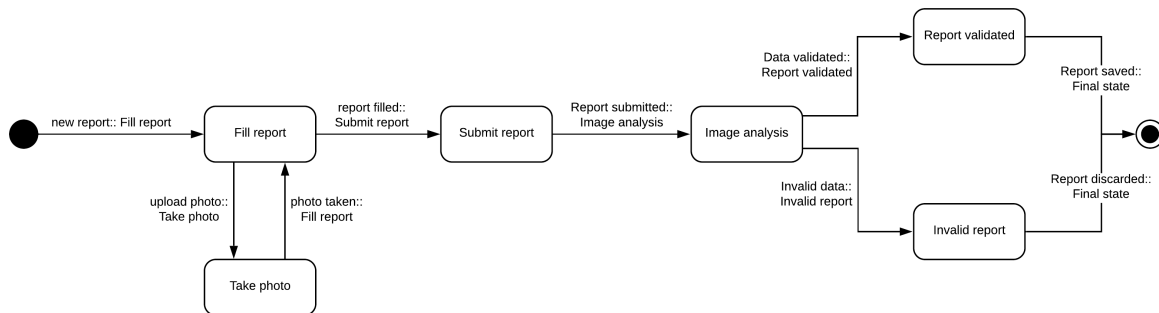 new report:: Fill report
Fill report
report filled::
Submit report
Submit report
Report submitted::
Image analysis
Image analysis
Data validated::
Report validated
Report validated
Report saved::
Final state
upload photo::
Take photo
photo taken::
Fill report
Take photo
Invalid data::
Invalid report
Invalid report
Report discarded::
Final state